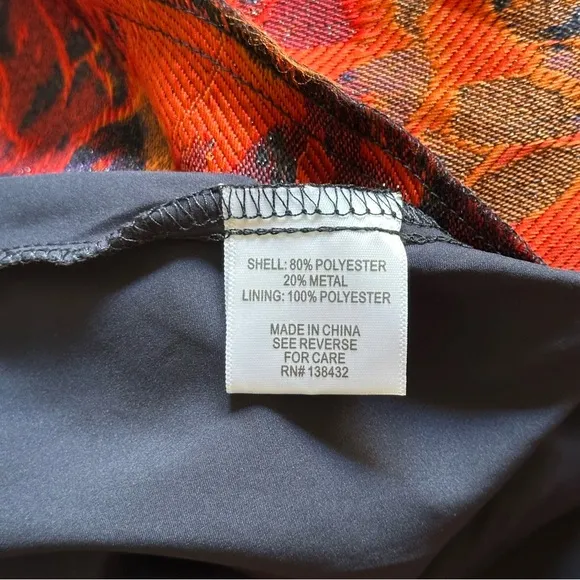 SHELL: 80% POLYESTER
20% METAL
LINING: 100% POLYESTER
MADE IN CHINA
SEE REVERSE
FOR CARE
RN# 138432